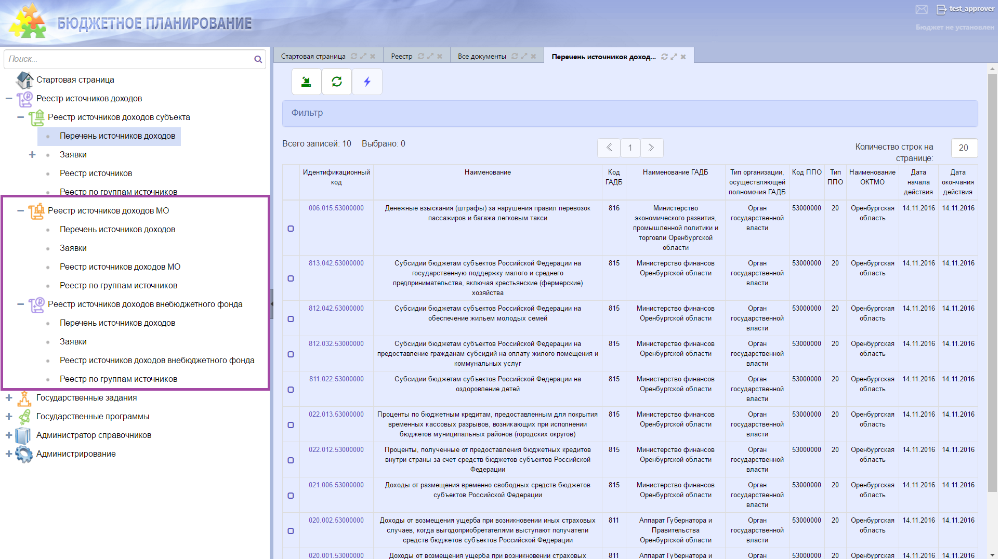 test_approver
БЮДЖЕТНОЕ ПЛАНИРОВАНИЕ
Бюджет не установлен
Поиск...
Стартовая страница
Реестр источников доходов
Реестр источников доходов субъекта
Перечень источников доходов
Заявки
Реестр источников
Реестр по группам источников
Реестр источников доходов МО
Перечень источников доходов
Заявки
Реестр источников доходов МО
Реестр по группам источников
Реестр источников доходов внебюджетного фонда
Перечень источников доходов
Заявки
Реестр источников доходов внебюджетного фонда
Реестр по группам источников
Государственные задания
Государственные программы
Администратор справочников
Администрирование
Стартовая страница Реестр Все документы Перечень источников доход...
Фильтр
Всего записей: 10 Выбрано: 0
1
Количество строк на
странице:
20
Идентификационный Наименование Код Наименование ГАДБ Тип организации, Код ППО Тип Наименование Дата Дата
код ГАДБ осуществляющей ППО ОКТМО начала окончания
полномочия ГАДБ действия действия
006.015.53000000 Денежные взыскания (штрафы) за нарушения правил перевозок 816 Министерство Орган 53000000 20 Оренбургская 14.11.2016 14.11.2016
пассажиров и багажа легковым такси экономического развития, государственной область
промышленной политики и власти
торговли Оренбургской
области
813.042.53000000 Субсидии бюджетам субъектов Российской Федерации на 815 Министерство финансов Орган 53000000 20 Оренбургская 14.11.2016 14.11.2016
государственную поддержку малого и среднего Оренбургской области государственной область
предпринимательства, включая крестьянские (фермерские) власти
хозяйства
812.042.53000000 Субсидии бюджетам субъектов Российской Федерации на 815 Министерство финансов Орган 53000000 20 Оренбургская 14.11.2016 14.11.2016
обеспечение жильем молодых семей Оренбургской области государственной область
власти
812.032.53000000 Субсидии бюджетам субъектов Российской Федерации на 815 Министерство финансов Орган 53000000 20 Оренбургская 14.11.2016 14.11.2016
предоставление гражданам субсидий на оплату жилого помещения и Оренбургской области государственной область
коммунальных услуг власти
811.022.53000000 Субсидии бюджетам субъектов Российской Федерации на 815 Министерство финансов Орган 53000000 20 Оренбургская 14.11.2016 14.11.2016
оздоровление детей Оренбургской области государственной область
власти
022.013.53000000 Проценты по бюджетным кредитам, предоставленным для покрытия 815 Министерство финансов Орган 53000000 20 Оренбургская 14.11.2016 14.11.2016
временных кассовых разрывов, возникающих при исполнении Оренбургской области государственной область
бюджетов муниципальных районов (городских округов) власти
022.012.53000000 Проценты, полученные от предоставления бюджетных кредитов 815 Министерство финансов Орган 53000000 20 Оренбургская 14.11.2016 14.11.2016
внутри страны за счет средств бюджетов субъектов Российской Оренбургской области государственной область
Федерации власти
021.006.53000000 Доходы от размещения временно свободных средств бюджетов 815 Министерство финансов Орган 53000000 20 Оренбургская 14.11.2016 14.11.2016
субъектов Российской Федерации Оренбургской области государственной область
власти
020.002.53000000 Доходы от возмещения ущерба при возникновении иных страховых 811 Аппарат Губернатора и Орган 53000000 20 Оренбургская 14.11.2016 14.11.2016
случаев, когда выгодоприобретателями выступают получатели Правительства государственной область
средств бюджетов субъектов Российской Федерации Оренбургской области власти
020.001.53000000 Доходы от возмещения ущерба при возникновении страховых 811 Аппарат Губернатора и Орган 53000000 20 Оренбургская 14.11.2016 14.11.2016